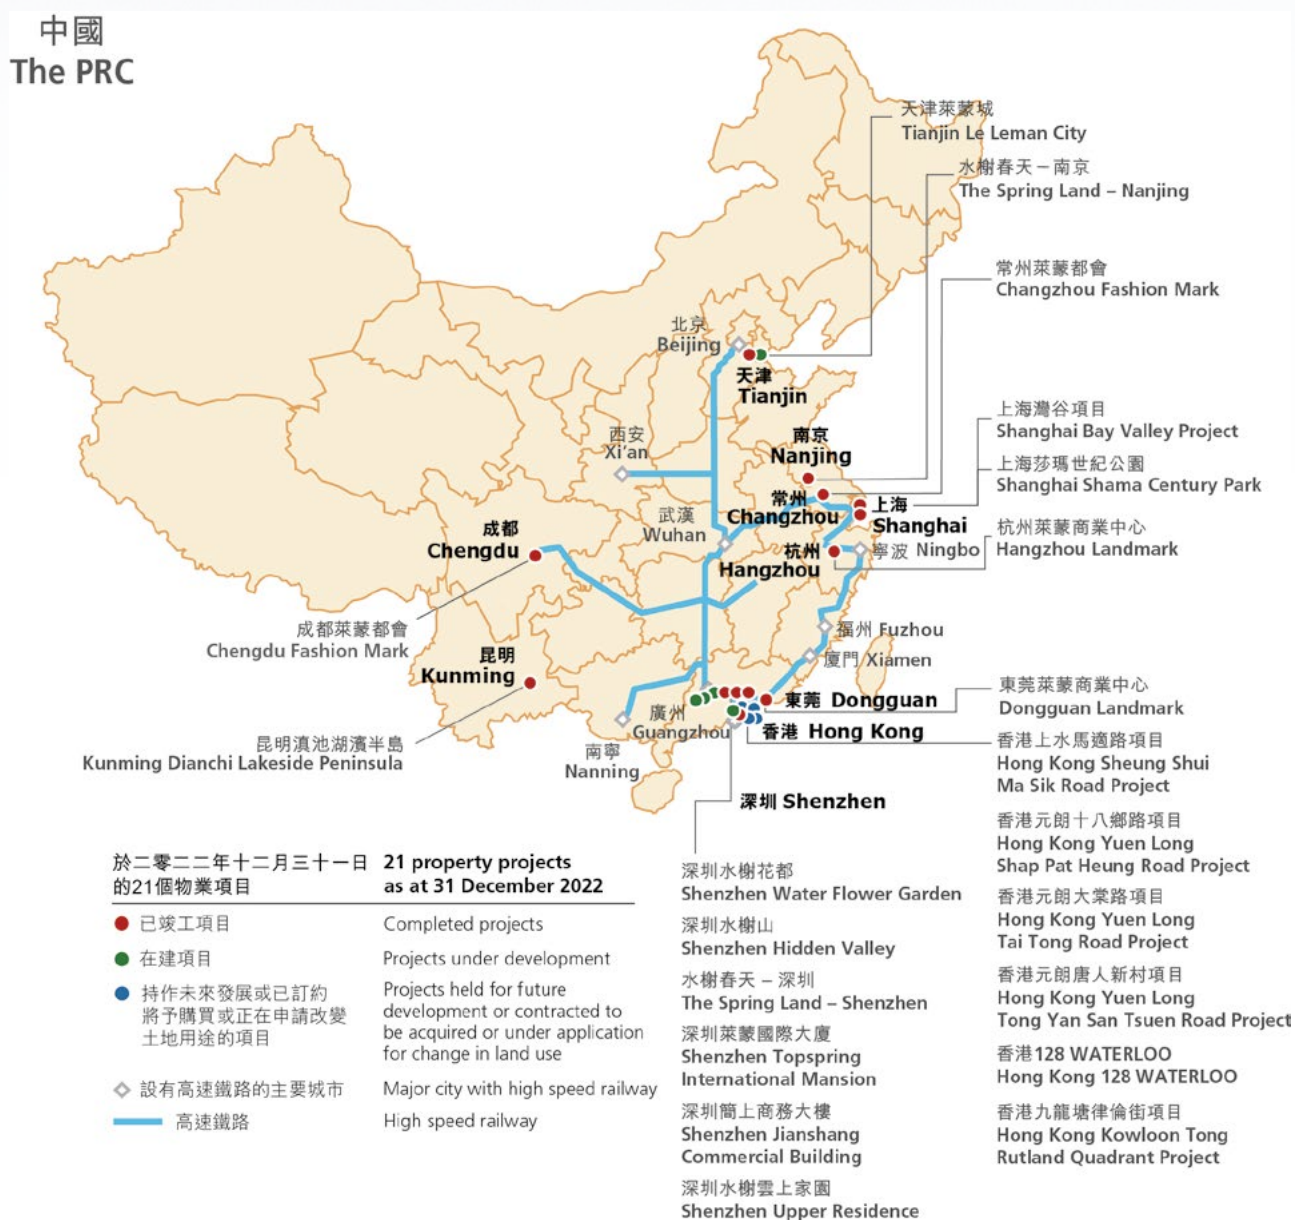 中國
The PRC
天津萊蒙城
Tianjin Le Leman City
水榭春天－南京
The Spring Land – Nanjing
常州萊蒙都會
Changzhou Fashion Mark
北京
Beijing
天津
Tianjin
西安
Xi'an
南京
Nanjing
上海灣谷項目
Shanghai Bay Valley Project
上海莎瑪世紀公園
Shanghai Shama Century Park
常州
Changzhou
上海
Shanghai
武漢
Wuhan
成都
Chengdu
杭州
Hangzhou
寧波 Ningbo
杭州萊蒙商業中心
Hangzhou Landmark
成都萊蒙都會
Chengdu Fashion Mark
福州 Fuzhou
廈門 Xiamen
昆明
Kunming
昆明滇池湖濱半島
Kunming Dianchi Lakeside Peninsula
廣州
Guangzhou
南寧
Nanning
東莞 Dongguan
香港 Hong Kong
深圳 Shenzhen
東莞萊蒙商業中心
Dongguan Landmark
香港上水馬適路項目
Hong Kong Sheung Shui
Ma Sik Road Project
香港元朗十八鄉路項目
Hong Kong Yuen Long
Shap Pat Heung Road Project
香港元朗大棠路項目
Hong Kong Yuen Long
Tai Tong Road Project
香港元朗唐人新村項目
Hong Kong Yuen Long
Tong Yan San Tsuen Road Project
香港128 WATERLOO
Hong Kong 128 WATERLOO
香港九龍塘律倫街項目
Hong Kong Kowloon Tong
Rutland Quadrant Project
深圳水榭花都
Shenzhen Water Flower Garden
深圳水榭山
Shenzhen Hidden Valley
水榭春天 – 深圳
The Spring Land – Shenzhen
深圳萊蒙國際大廈
Shenzhen Topspring
International Mansion
深圳簡上商務大樓
Shenzhen Jianshang
Commercial Building
深圳水榭雲上家園
Shenzhen Upper Residence
於二零二二年十二月三十一日
的21個物業項目
21 property projects
as at 31 December 2022
已竣工項目
Completed projects
在建項目
Projects under development
持作未來發展或已訂約
將予購買或正在申請改變
土地用途的項目
Projects held for future
development or contracted to
be acquired or under application
for change in land use
設有高速鐵路的主要城市
Major city with high speed railway
高速鐵路
High speed railway